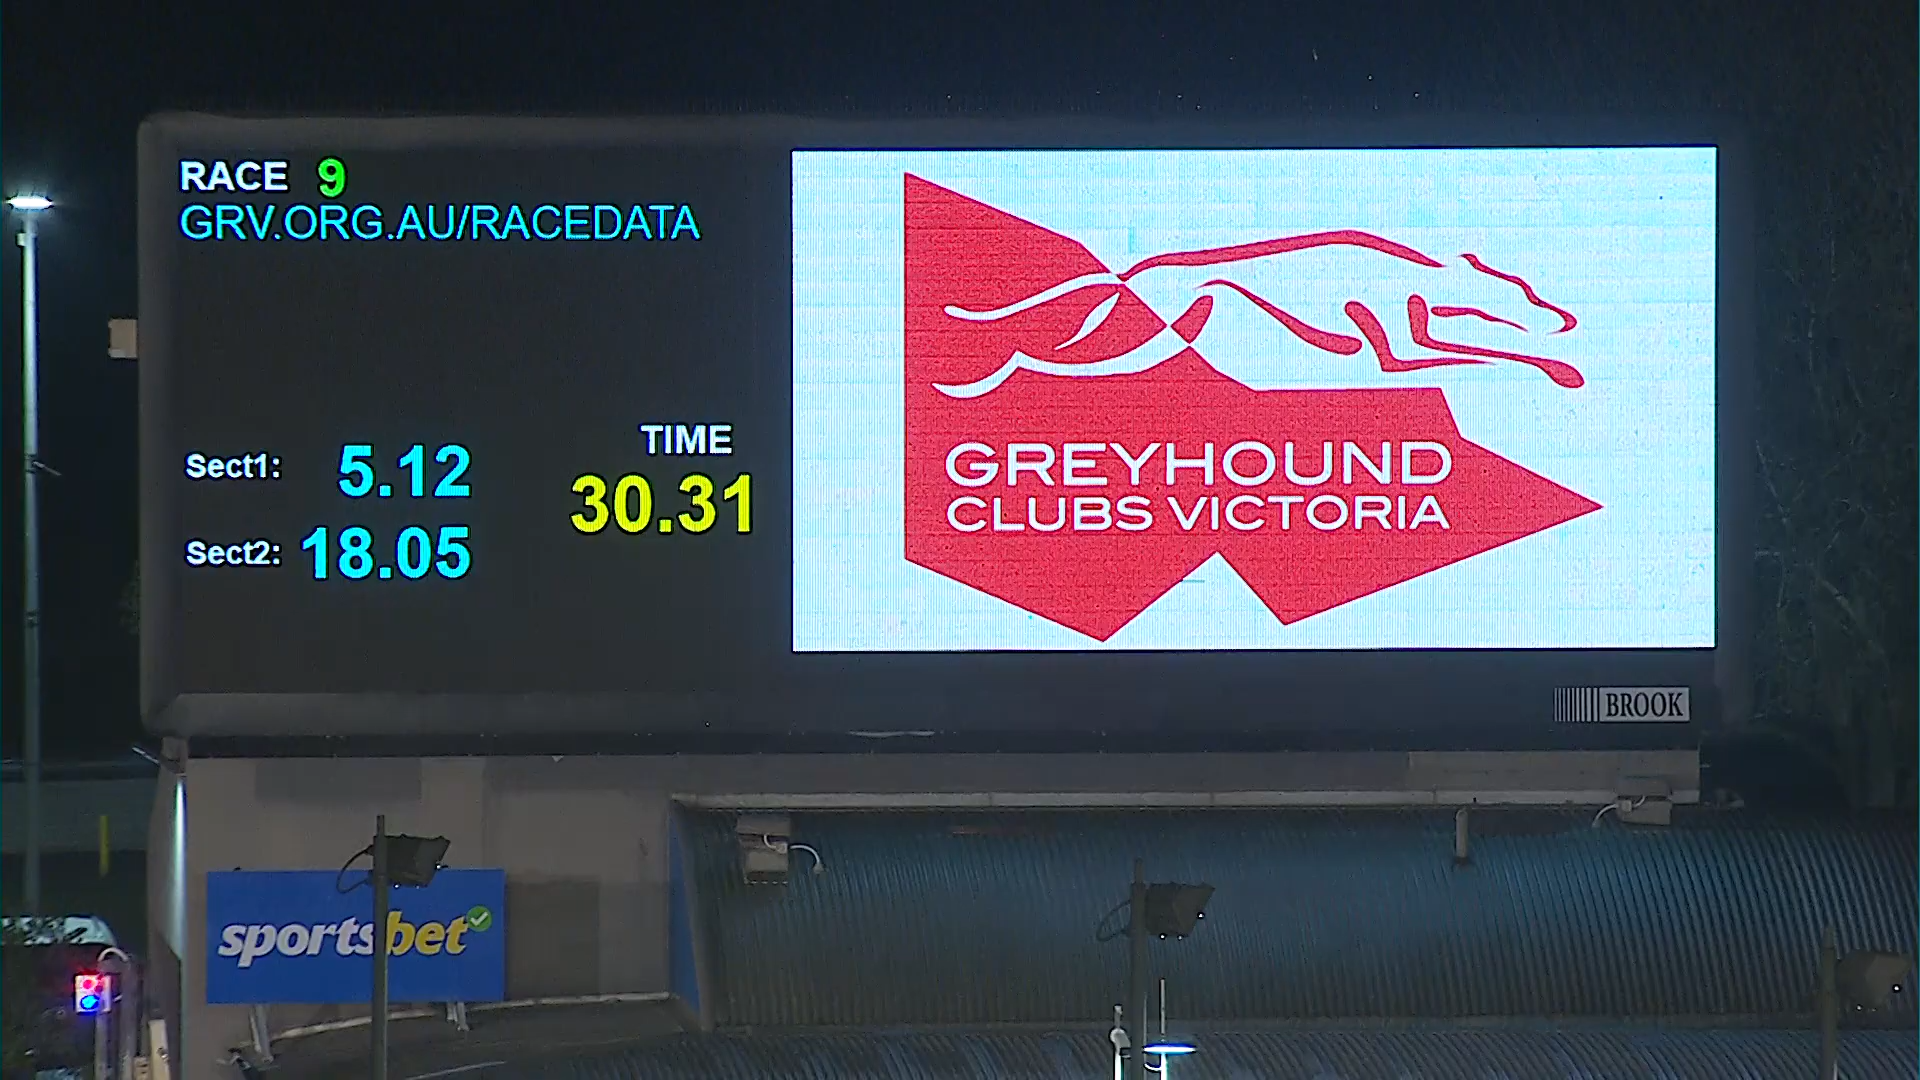 RACE 9
GRV.ORG.AU/RACEDATA
TIME
Sect1: 5.12
30.31
Sect2: 18.05
GREYHOUND
CLUBS VICTORIA
BROOK
sportsbet